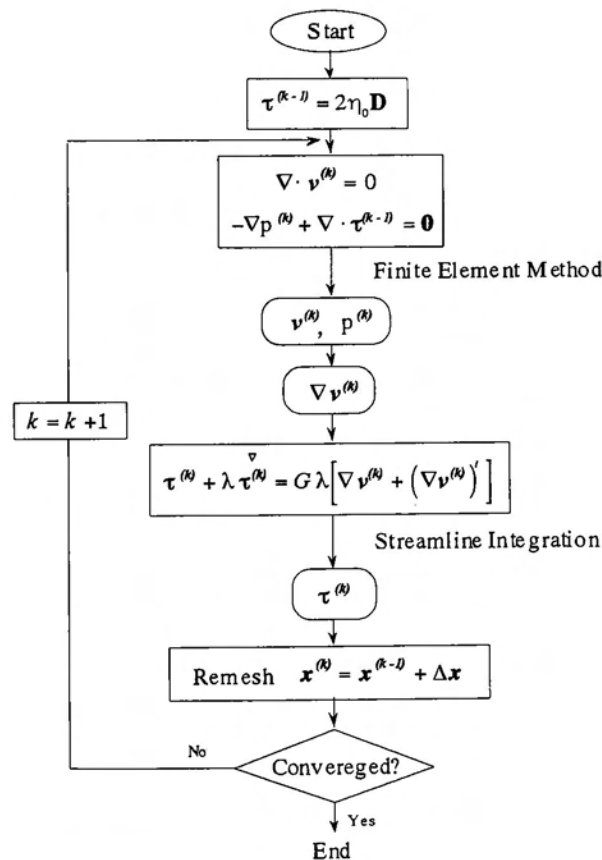 Start
τ^(k-1) = 2η₀D
∇· v^(k) = 0
-∇p^(k) + ∇ · τ^(k-1) = 0
Finite Element Method
v^(k), p^(k)
∇v^(k)
k = k +1
τ^(k) + λ τ^(k)^∇ = Gλ[∇v^(k) + (∇v^(k))^t]
Streamline Integration
τ^(k)
Remesh x^(k) = x^(k-1) + Δx
No
Convereged?
Yes
End